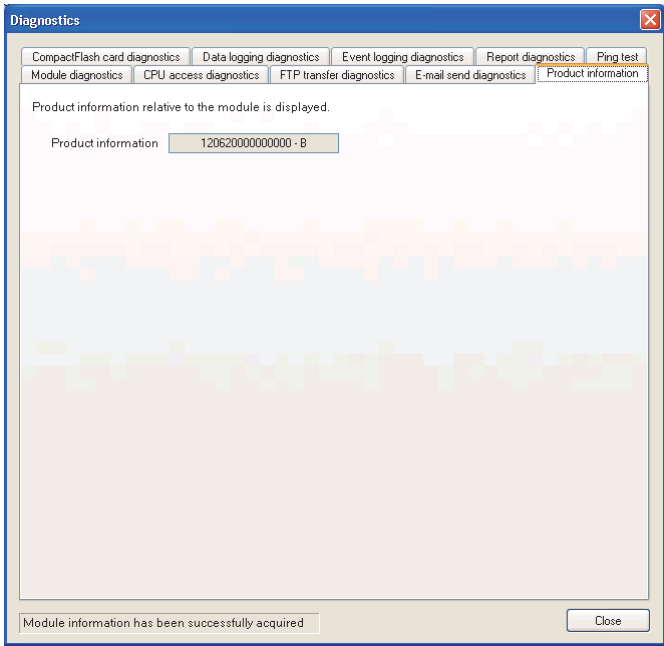 Diagnostics
CompactFlash card diagnostics Data logging diagnostics Event logging diagnostics Report diagnostics Ping test
Module diagnostics CPU access diagnostics FTP transfer diagnostics E-mail send diagnostics Product information
Product information relative to the module is displayed.
Product information 120620000000000 - B
Module information has been successfully acquired
Close